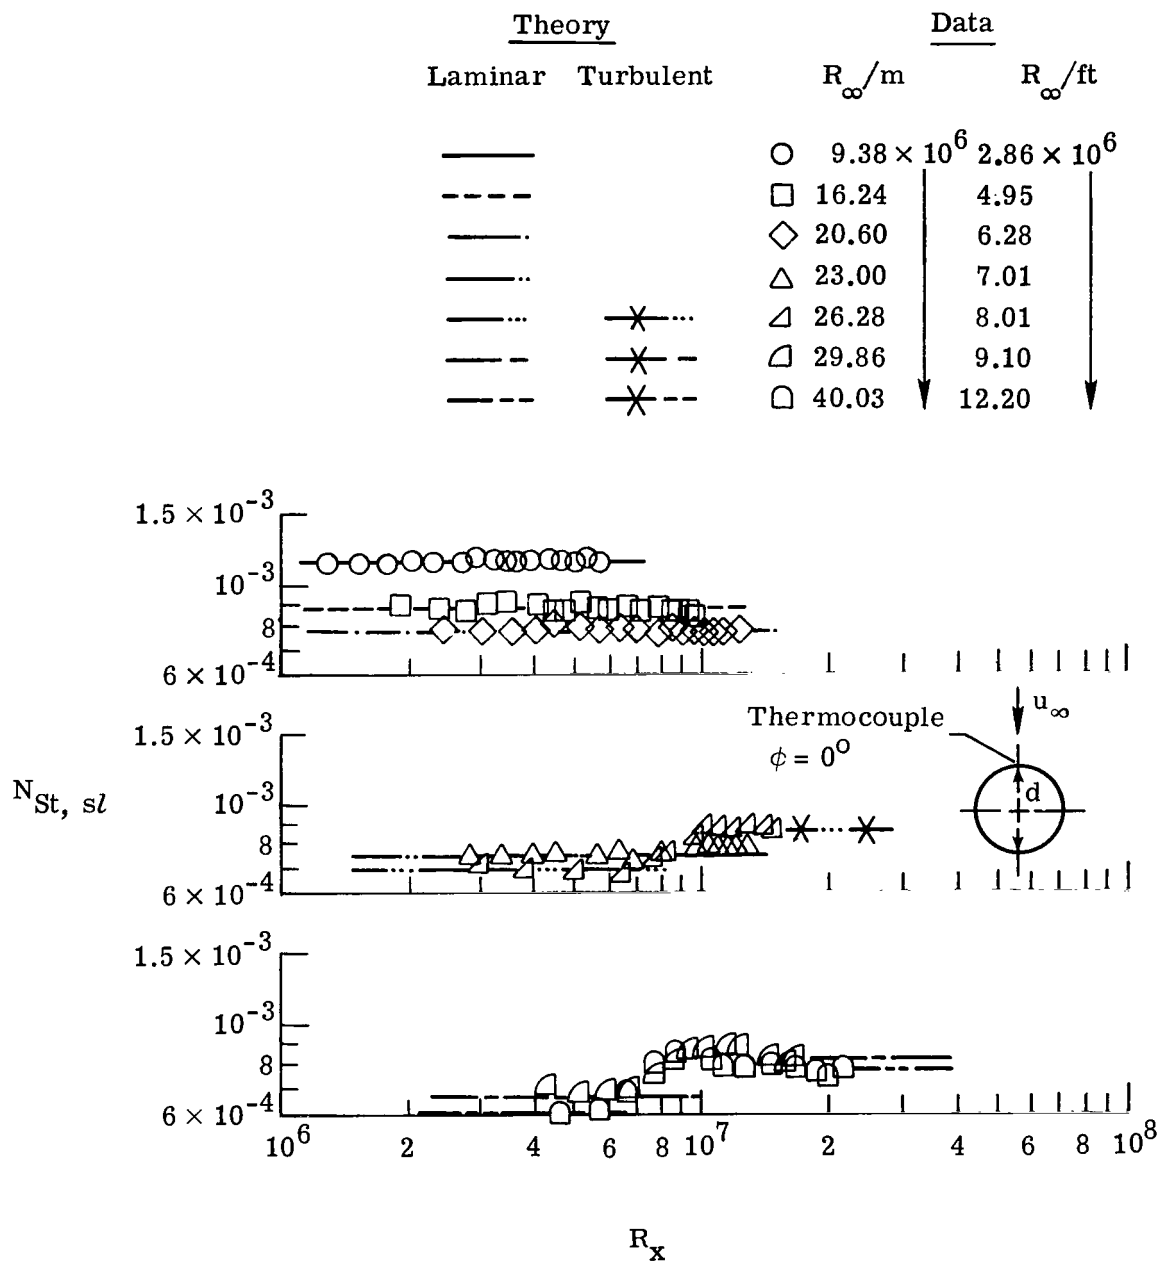 Theory Data
Laminar Turbulent R∞/m R∞/ft
9.38 × 10⁶ 2.86 × 10⁶
16.24 4.95
20.60 6.28
23.00 7.01
26.28 8.01
29.86 9.10
40.03 12.20
1.5 × 10⁻³
10⁻³
8
6 × 10⁻⁴
u∞
Thermocouple
ϕ = 0°
d
1.5 × 10⁻³
10⁻³
8
6 × 10⁻⁴
N_St, sl
1.5 × 10⁻³
10⁻³
8
6 × 10⁻⁴
10⁶ 2 4 6 8 10⁷ 2 4 6 8 10⁸
R_x